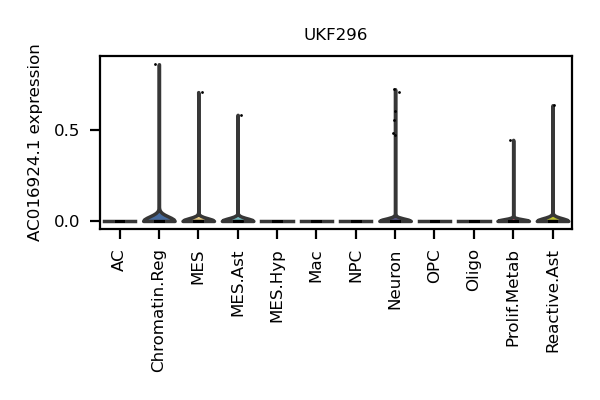 UKF296
AC016924.1 expression
0.5
0.0
AC
Chromatin.Reg
MES
MES.Ast
MES.Hyp
Mac
NPC
Neuron
OPC
Oligo
Prolif.Metab
Reactive.Ast